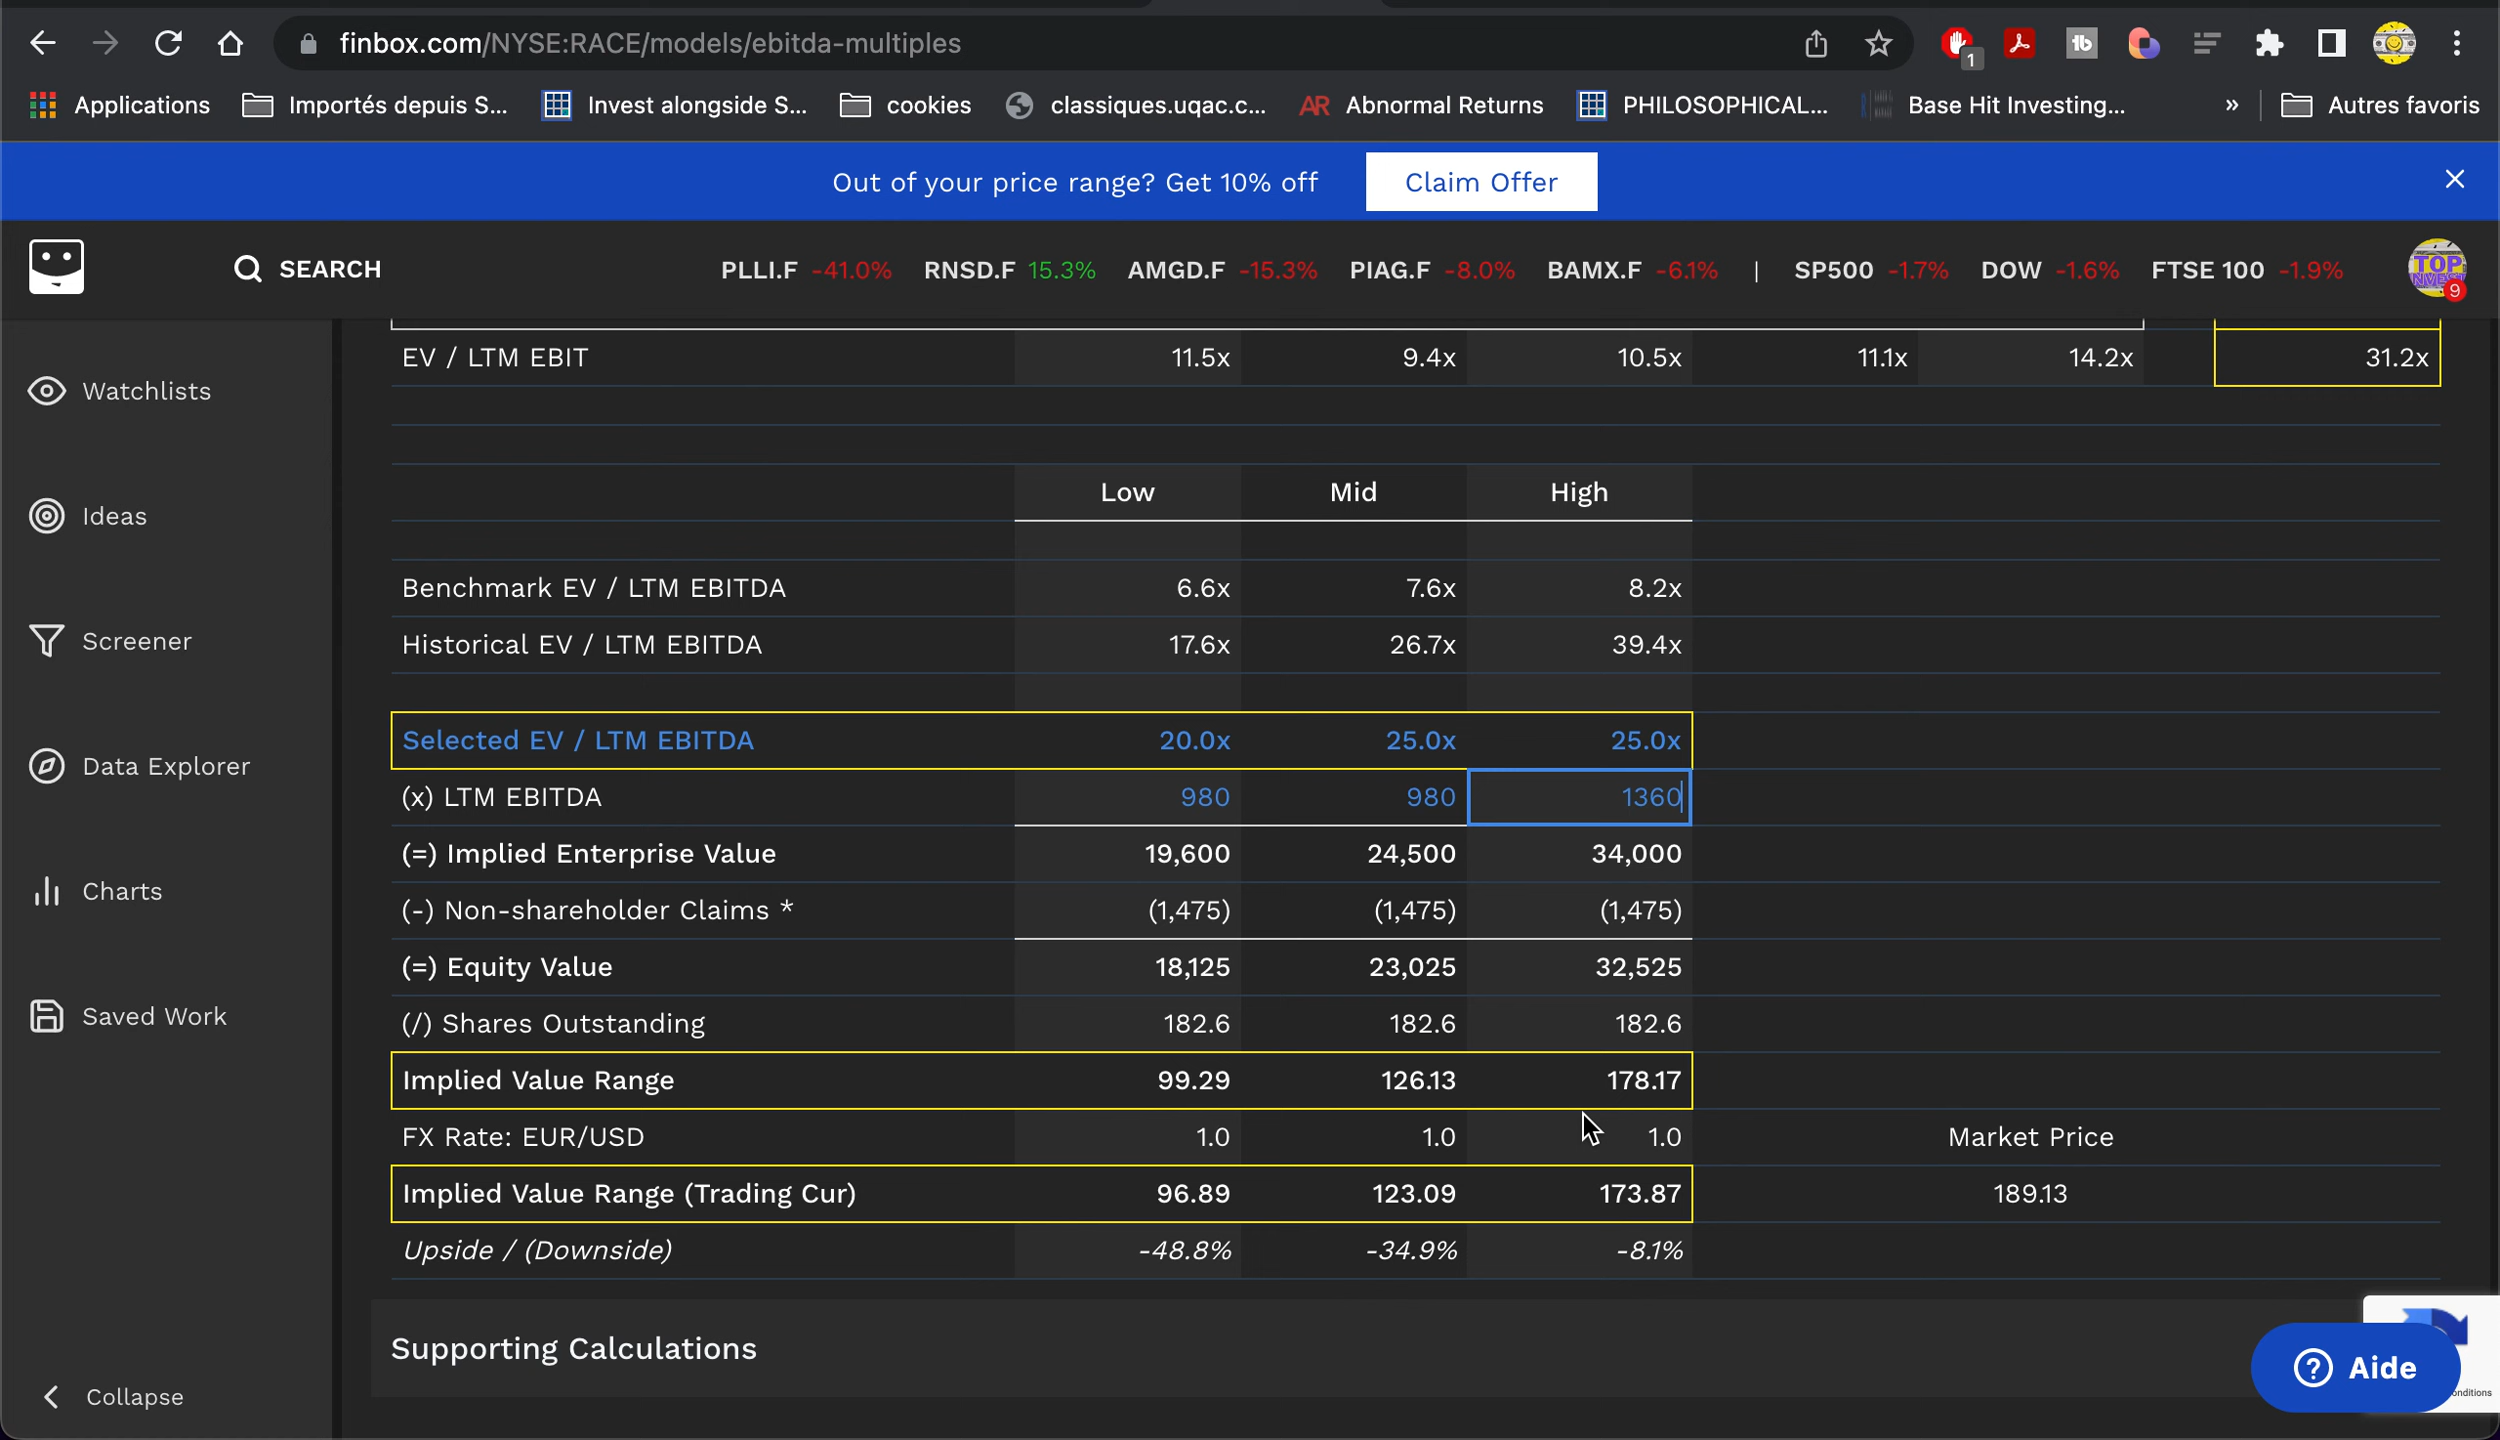 finbox.com/NYSE:RACE/models/ebitda-multiples
1
Applications Importés depuis S... Invest alongside S... cookies classiques.uqac.c... AR Abnormal Returns PHILOSOPHICAL... Base Hit Investing... » Autres favoris
Out of your price range? Get 10% off Claim Offer
SEARCH PLLI.F -41.0% RNSD.F 15.3% AMGD.F -15.3% PIAG.F -8.0% BAMX.F -6.1% | SP500 -1.7% DOW -1.6% FTSE 100 -1.9% TOP 9
EV / LTM EBIT 11.5x 9.4x 10.5x 11.1x 14.2x 31.2x
Watchlists
Ideas
Screener
Data Explorer
Charts
Saved Work
Collapse
Low Mid High
Benchmark EV / LTM EBITDA 6.6x 7.6x 8.2x
Historical EV / LTM EBITDA 17.6x 26.7x 39.4x
Selected EV / LTM EBITDA 20.0x 25.0x 25.0x
(x) LTM EBITDA 980 980 1360
(=) Implied Enterprise Value 19,600 24,500 34,000
(-) Non-shareholder Claims * (1,475) (1,475) (1,475)
(=) Equity Value 18,125 23,025 32,525
(/) Shares Outstanding 182.6 182.6 182.6
Implied Value Range 99.29 126.13 178.17
FX Rate: EUR/USD 1.0 1.0 1.0 Market Price
Implied Value Range (Trading Cur) 96.89 123.09 173.87 189.13
Upside / (Downside) -48.8% -34.9% -8.1%
Supporting Calculations
? Aide